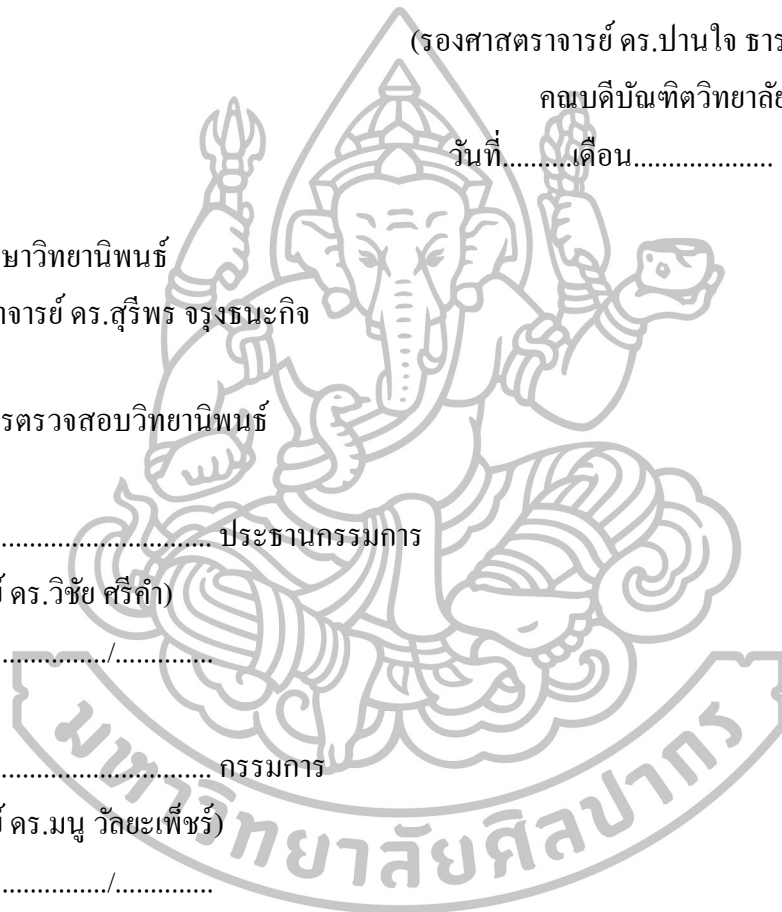 (รองศาสตราจารย์ ดร.ปานใจ ธาร
คณบดีบัณฑิตวิทยาลัย
วันที่..........เดือน....................
ษาวิทยานิพนธ์
าจารย์ ดร.สุรีพร จรุงธนะกิจ
รตรวจสอบวิทยานิพนธ์
.............................. ประธานกรรมการ
ดร.วิชัย ศรีคำ)
.............../..............
.............................. กรรมการ
ดร.มนู วัลยะเพ็ชร์)
.............../..............
มหาวิทยาลัยศิลปากร